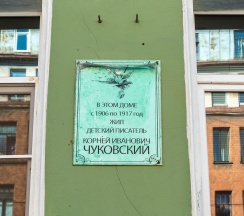 В ЭТОМ ДОМЕ
с 1906 по 1917 год
ЖИЛ
ДЕТСКИЙ ПИСАТЕЛЬ
КОРНЕЙ ИВАНОВИЧ
ЧУКОВСКИЙ